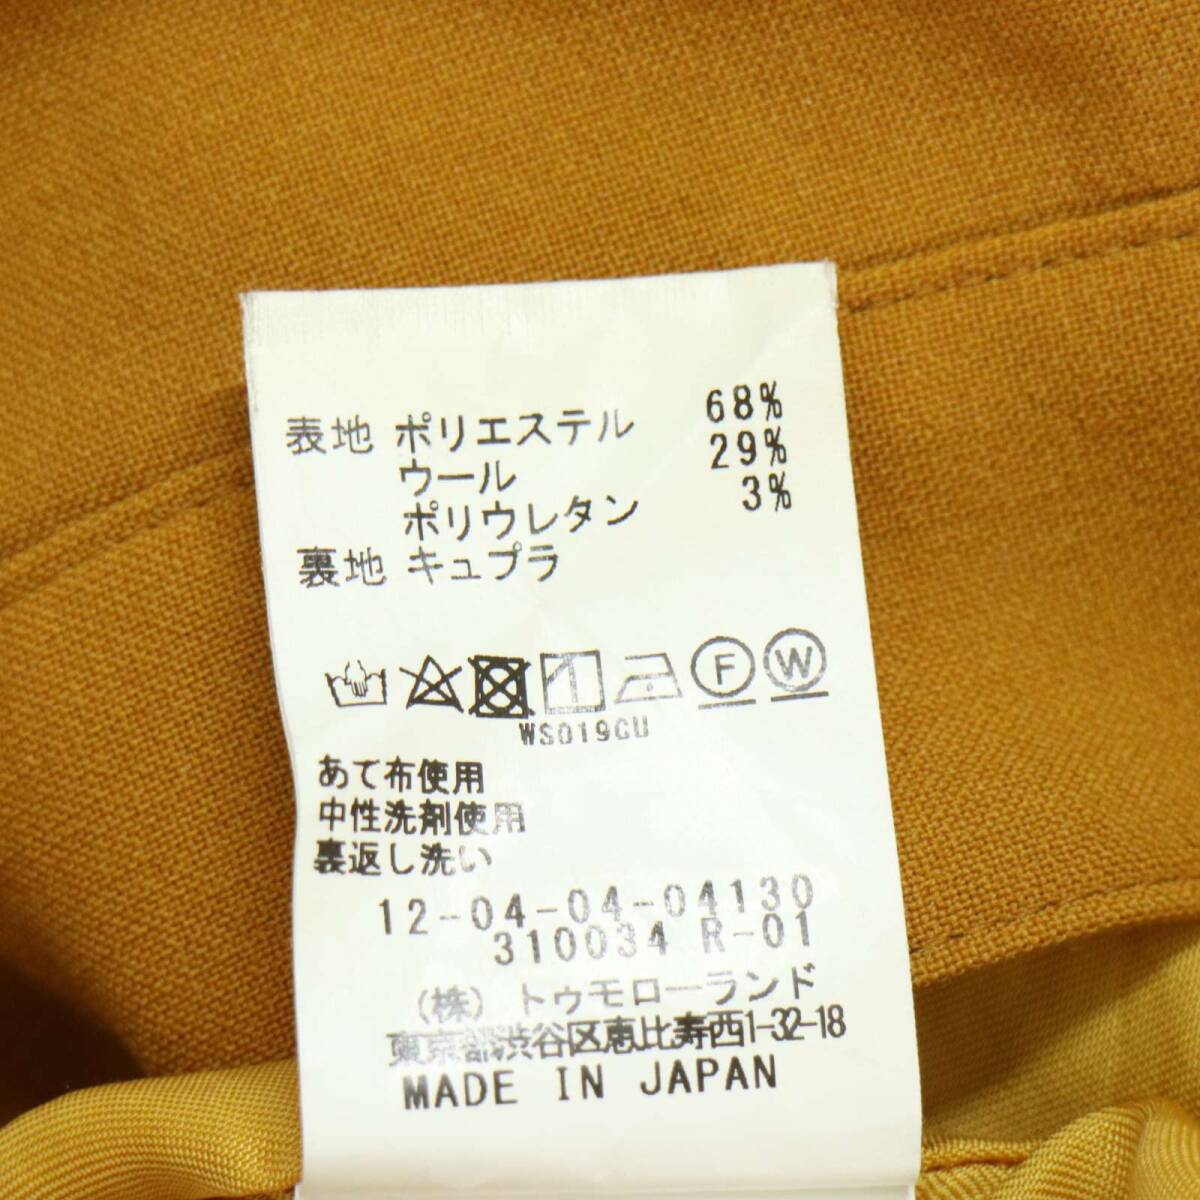 表地 ポリエステル 68%
ウール 29%
ポリウレタン 3%
裏地 キュプラ
F W
WS019GU
あて布使用
中性洗剤使用
裏返し洗い
12-04-04-04130
310034 R-01
(株) トゥモローランド
東京都渋谷区恵比寿西1-32-18
MADE IN JAPAN